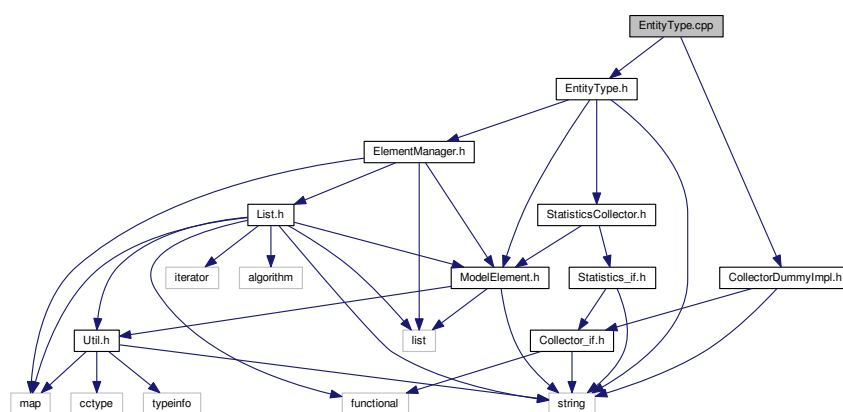 EntityType.cpp
EntityType.h
ElementManager.h
List.h
StatisticsCollector.h
iterator
algorithm
ModelElement.h
Statistics_if.h
CollectorDummyImpl.h
Util.h
list
Collector_if.h
map
cctype
typeinfo
functional
string